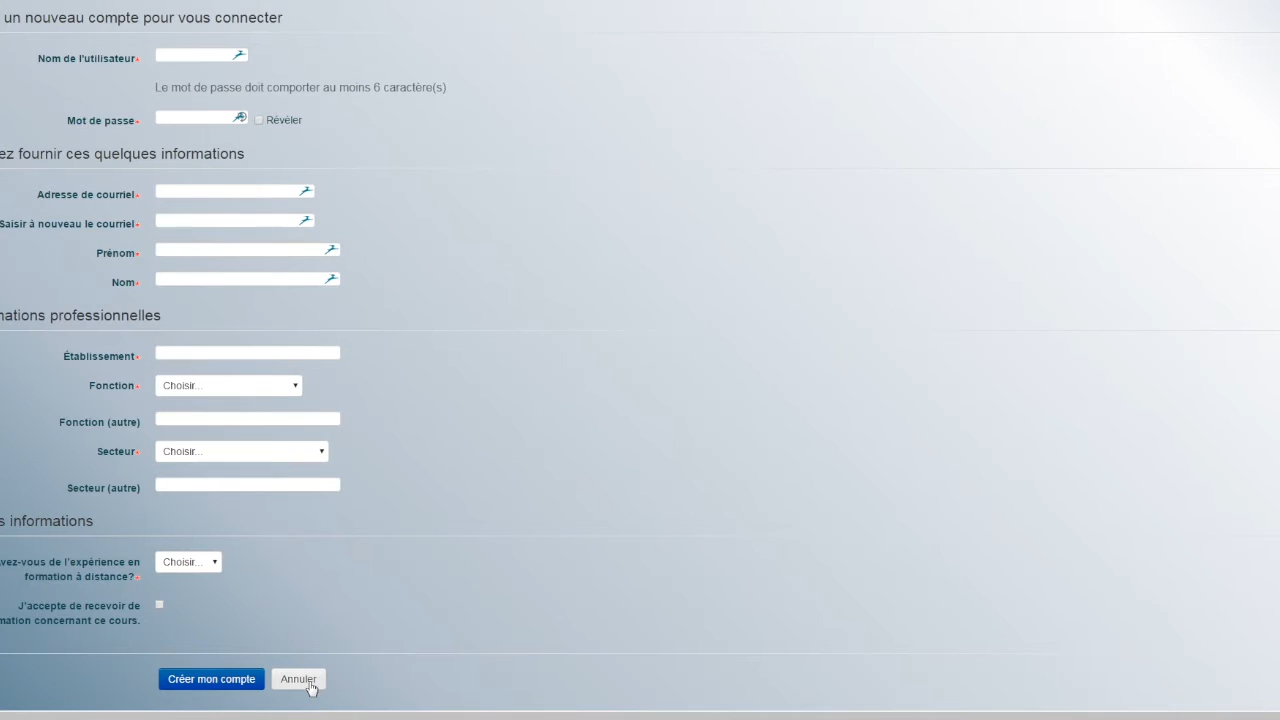 un nouveau compte pour vous connecter
Nom de l'utilisateur*
Le mot de passe doit comporter au moins 6 caractère(s)
Mot de passe* Révéler
ez fournir ces quelques informations
Adresse de courriel*
Saisir à nouveau le courriel*
Prénom*
Nom*
mations professionnelles
Établissement*
Fonction* Choisir...
Fonction (autre)
Secteur* Choisir...
Secteur (autre)
s informations
vez-vous de l'expérience en Choisir...
formation à distance?*
J'accepte de recevoir de
mation concernant ce cours.
Créer mon compte Annuler